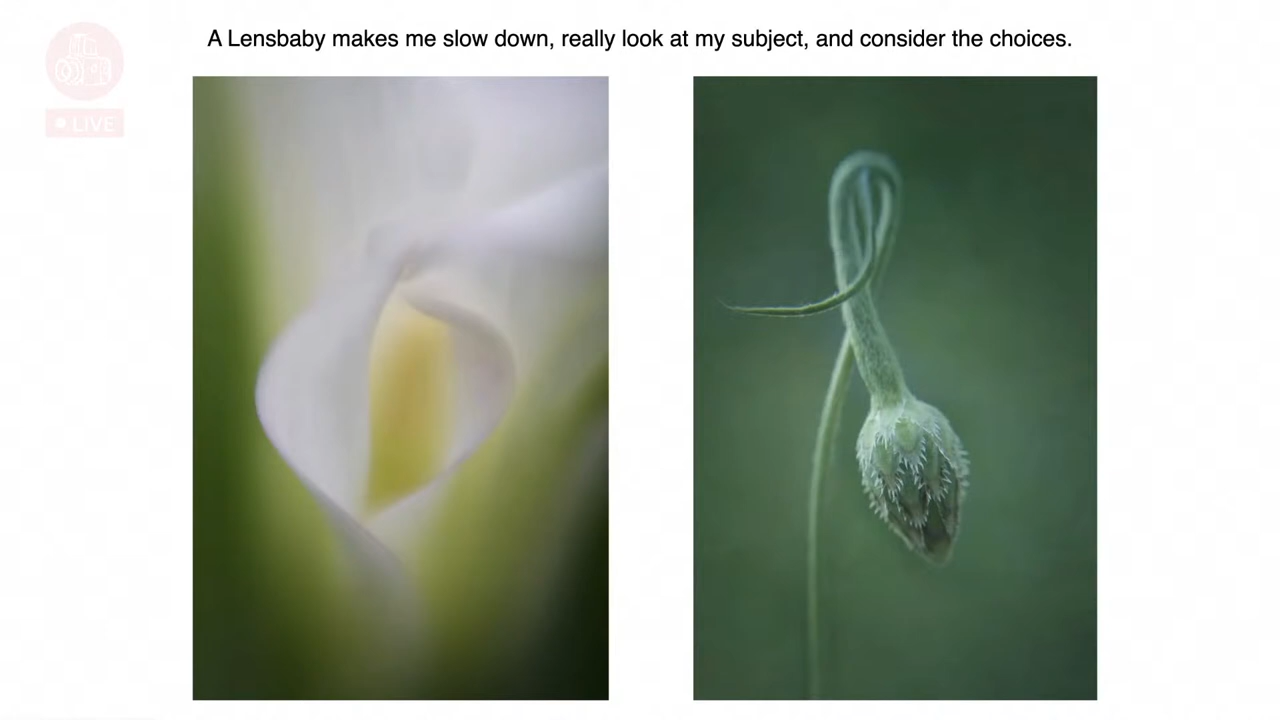 A Lensbaby makes me slow down, really look at my subject, and consider the choices.
LIVE